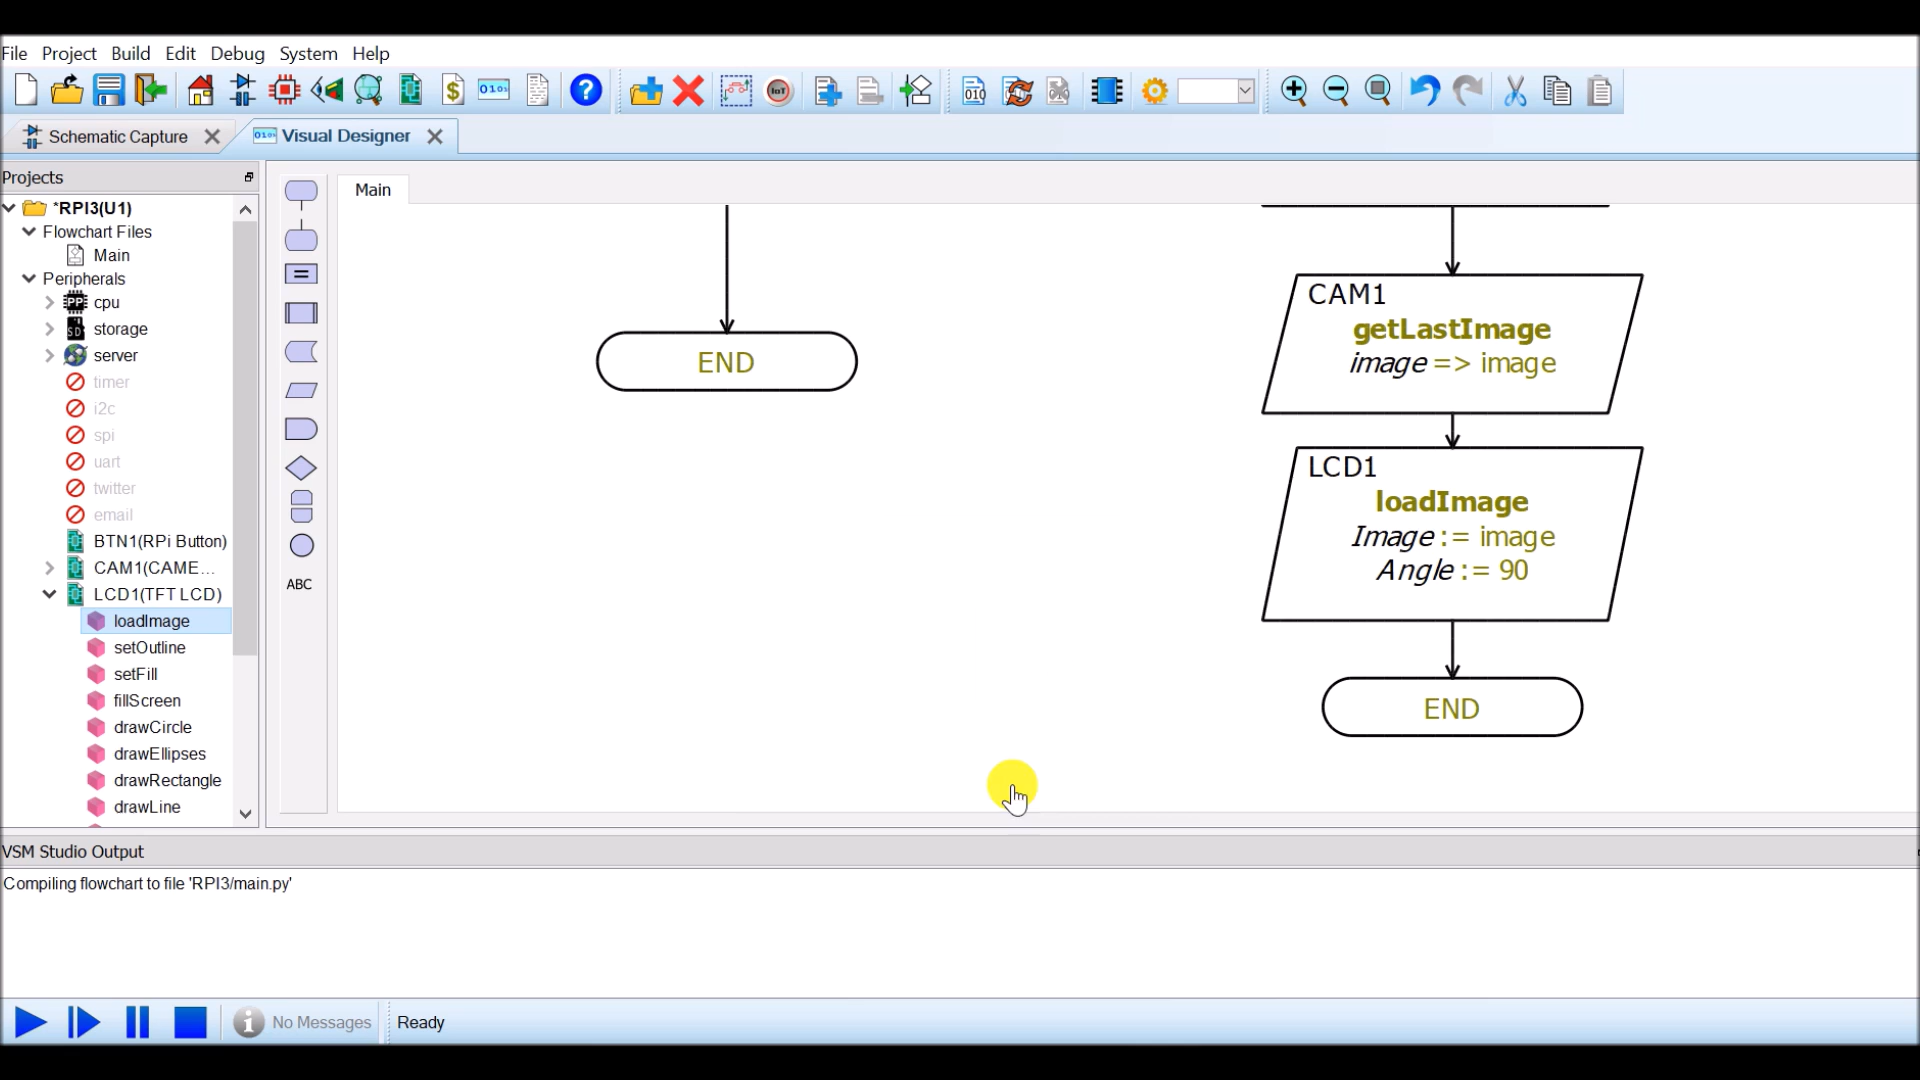 File Project Build Edit Debug System Help
Schematic Capture
Visual Designer
Projects
Main
*RPI3(U1)
Flowchart Files
Main
Peripherals
cpu
storage
server
timer
i2c
spi
uart
twitter
email
BTN1(RPi Button)
CAM1(CAME...
LCD1(TFT LCD)
loadImage
setOutline
setFill
fillScreen
drawCircle
drawEllipses
drawRectangle
drawLine
ABC
END
CAM1
getLastImage
image => image
LCD1
loadImage
Image := image
Angle := 90
END
VSM Studio Output
Compiling flowchart to file 'RPI3/main.py'
No Messages
Ready